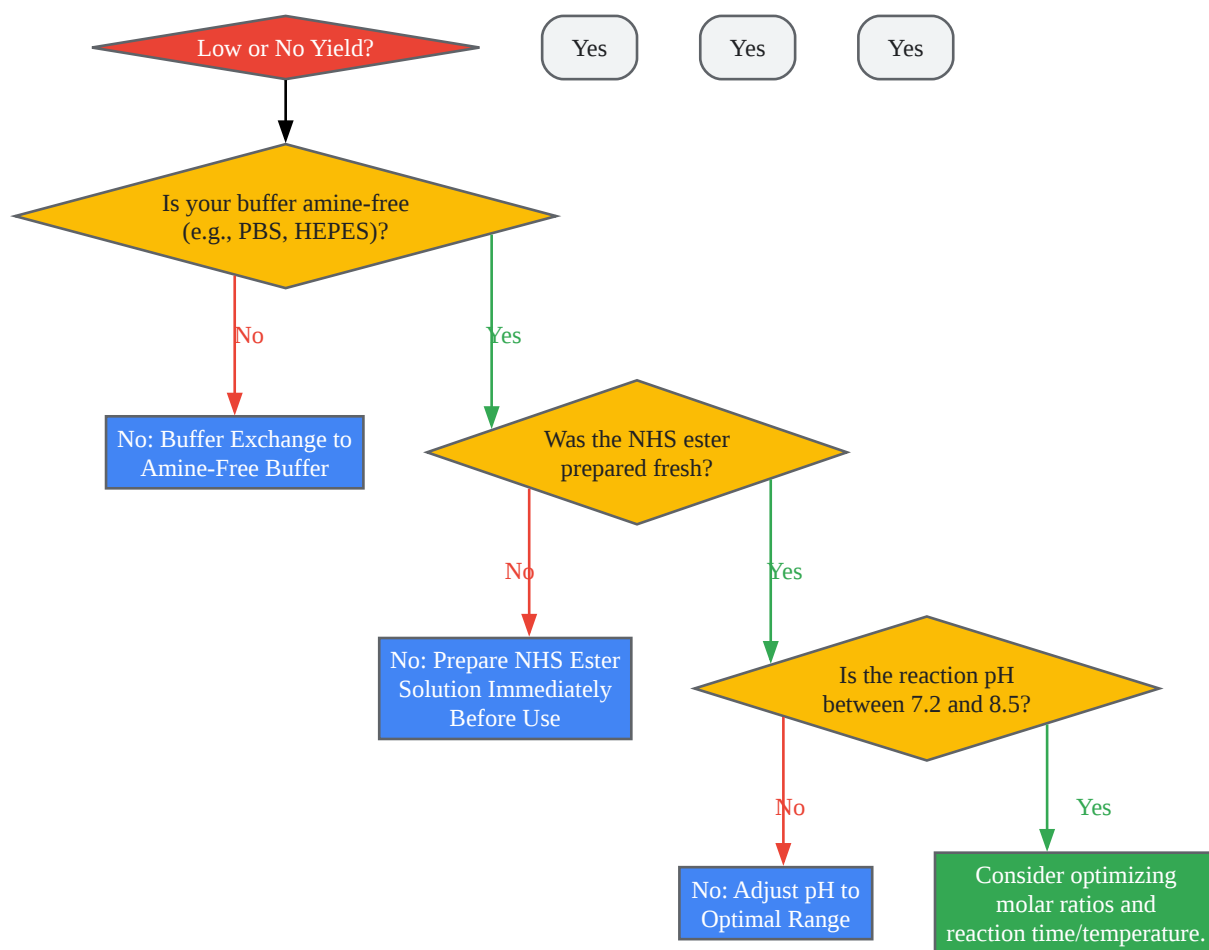 Low or No Yield?
Yes
Yes
Yes
Is your buffer amine-free
(e.g., PBS, HEPES)?
No
Yes
No: Buffer Exchange to
Amine-Free Buffer
Was the NHS ester
prepared fresh?
No
Yes
No: Prepare NHS Ester
Solution Immediately
Before Use
Is the reaction pH
between 7.2 and 8.5?
No
Yes
No: Adjust pH to
Optimal Range
Consider optimizing
molar ratios and
reaction time/temperature.